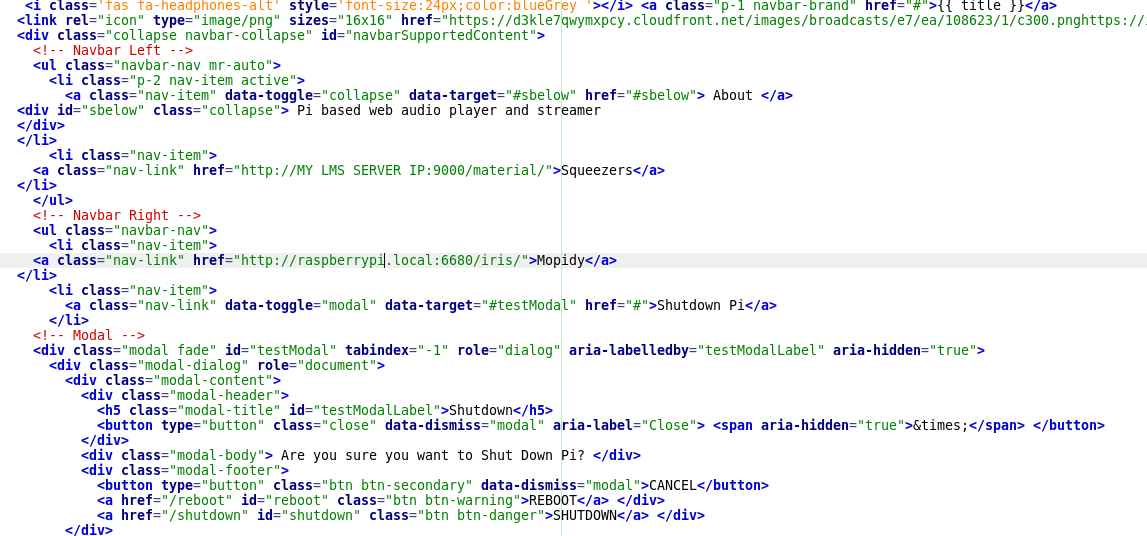 <i class='fas fa-headphones-alt' style='font-size:24px;color:blueGrey '></i> <a class="p-1 navbar-brand" href="#">{{ title }}</a>
<link rel="icon" type="image/png" sizes="16x16" href="https://d3kle7qwymxpcy.cloudfront.net/images/broadcasts/e7/ea/108623/1/c300.pnghttps://
<div class="collapse navbar-collapse" id="navbarSupportedContent">
<!-- Navbar Left -->
<ul class="navbar-nav mr-auto">
<li class="p-2 nav-item active">
<a class="nav-item" data-toggle="collapse" data-target="#sbelow" href="#sbelow"> About </a>
<div id="sbelow" class="collapse"> Pi based web audio player and streamer
</div>
</li>
<li class="nav-item">
<a class="nav-link" href="http://MY LMS SERVER IP:9000/material/">Squeezers</a>
</li>
</ul>
<!-- Navbar Right -->
<ul class="navbar-nav">
<li class="nav-item">
<a class="nav-link" href="http://raspberrypi.local:6680/iris/">Mopidy</a>
</li>
<li class="nav-item">
<a class="nav-link" data-toggle="modal" data-target="#testModal" href="#">Shutdown Pi</a>
</li>
<!-- Modal -->
<div class="modal fade" id="testModal" tabindex="-1" role="dialog" aria-labelledby="testModalLabel" aria-hidden="true">
<div class="modal-dialog" role="document">
<div class="modal-content">
<div class="modal-header">
<h5 class="modal-title" id="testModalLabel">Shutdown</h5>
<button type="button" class="close" data-dismiss="modal" aria-label="Close"> <span aria-hidden="true">&times;</span> </button>
</div>
<div class="modal-body"> Are you sure you want to Shut Down Pi? </div>
<div class="modal-footer">
<button type="button" class="btn btn-secondary" data-dismiss="modal">CANCEL</button>
<a href="/reboot" id="reboot" class="btn btn-warning">REBOOT</a> </div>
<a href="/shutdown" id="shutdown" class="btn btn-danger">SHUTDOWN</a> </div>
</div>